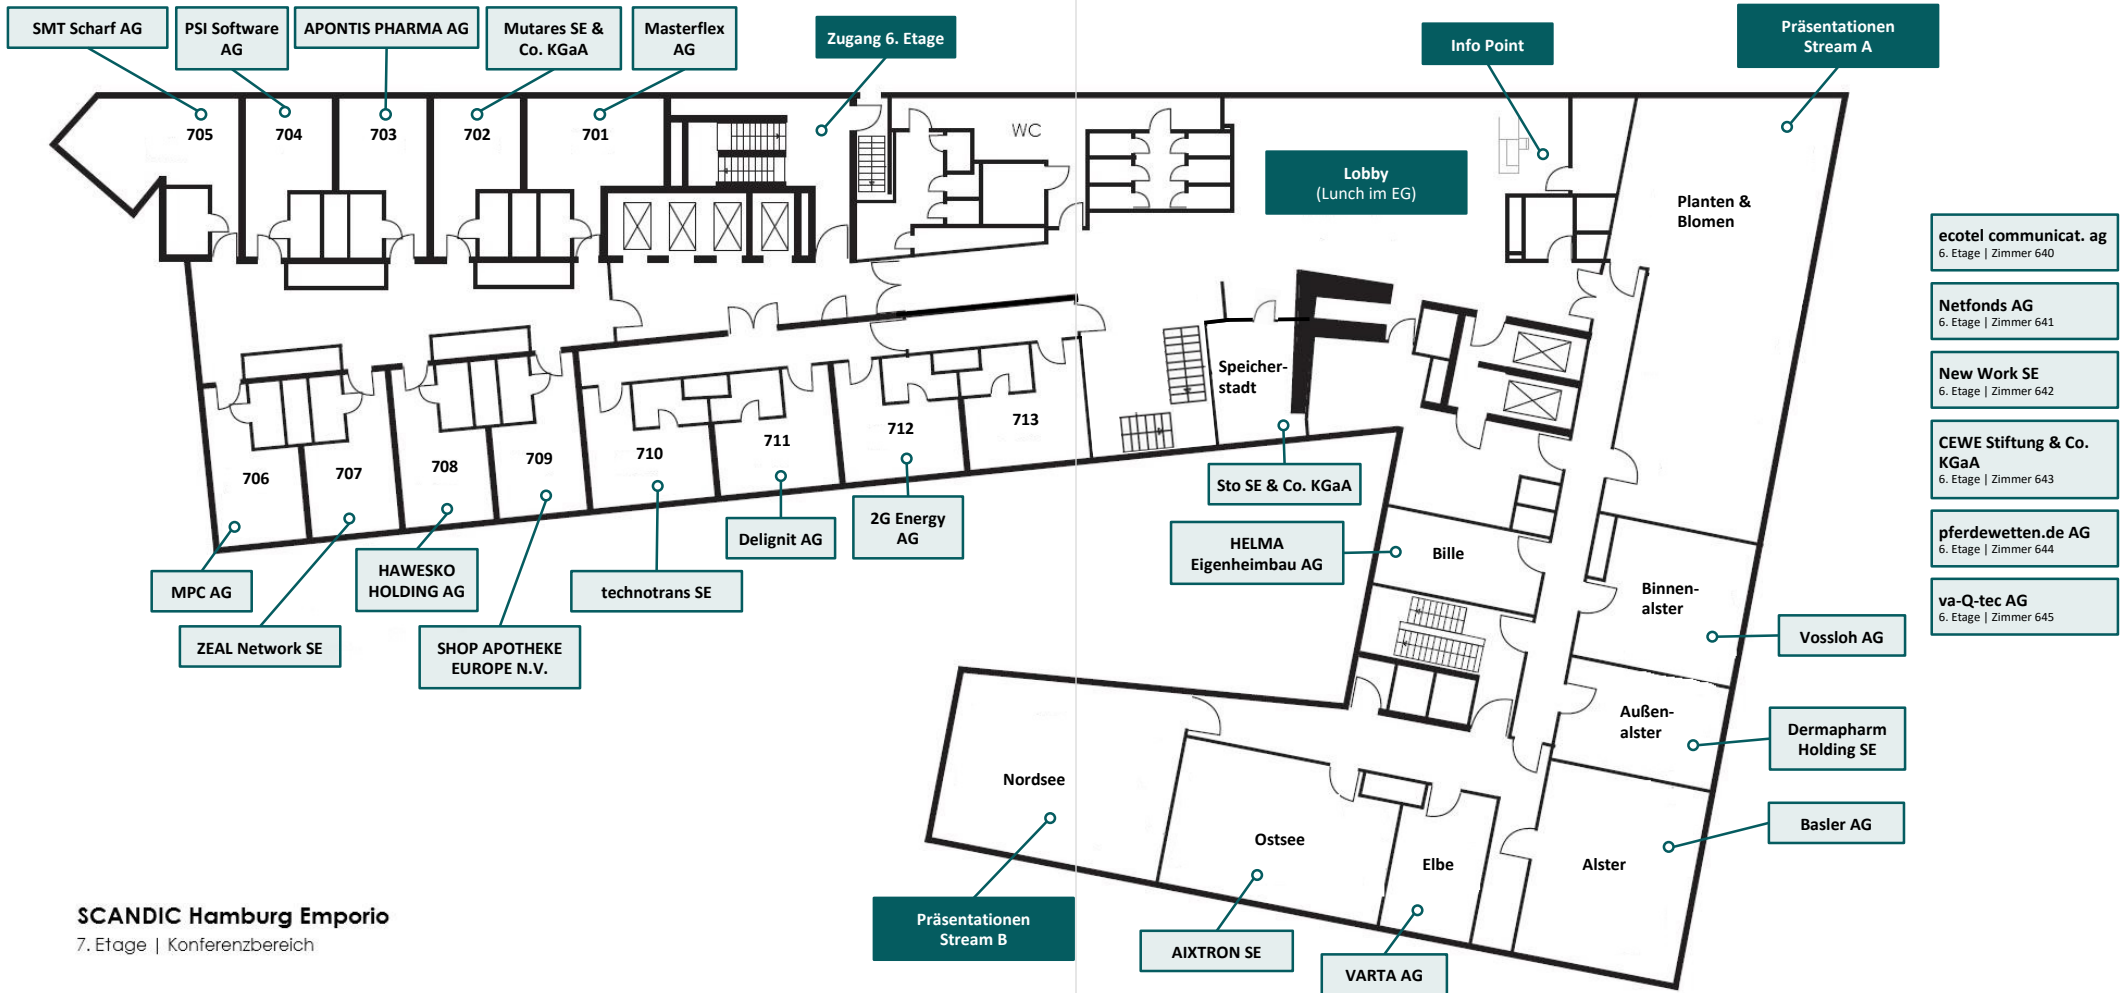 SMT Scharf AG
PSI Software
AG
APONTIS PHARMA AG
Mutares SE &
Co. KGaA
Masterflex
AG
Zugang 6. Etage
Info Point
Präsentationen
Stream A
705
704
703
702
701
WC
Lobby
(Lunch im EG)
Planten &
Blomen
ecotel communicat. ag
6. Etage | Zimmer 640
Netfonds AG
6. Etage | Zimmer 641
New Work SE
6. Etage | Zimmer 642
CEWE Stiftung & Co.
KGaA
6. Etage | Zimmer 643
pferdewetten.de AG
6. Etage | Zimmer 644
va-Q-tec AG
6. Etage | Zimmer 645
Speicher-
stadt
706
707
708
709
710
711
712
713
Sto SE & Co. KGaA
2G Energy
AG
Delignit AG
HELMA
Eigenheimbau AG
Bille
Binnen-
alster
MPC AG
HAWESKO
HOLDING AG
technotrans SE
ZEAL Network SE
SHOP APOTHEKE
EUROPE N.V.
Vossloh AG
Außen-
alster
Dermapharm
Holding SE
Nordsee
Ostsee
Elbe
Alster
Basler AG
Präsentationen
Stream B
AIXTRON SE
VARTA AG
SCANDIC Hamburg Emporio
7. Etage | Konferenzbereich